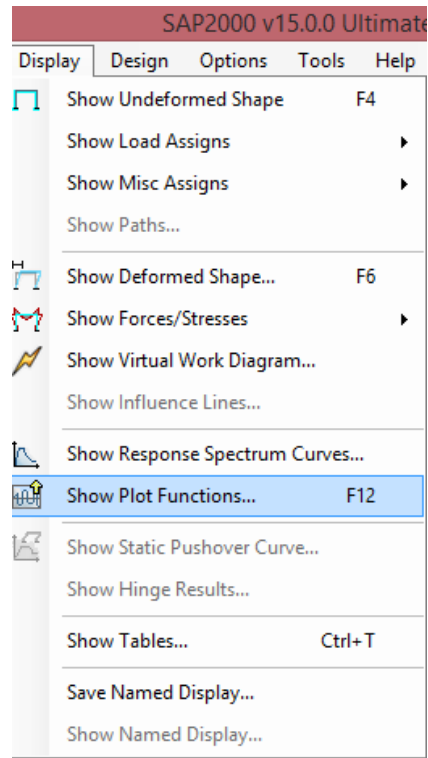 SAP2000 v15.0.0 Ultimate
Display Design Options Tools Help
Show Undeformed Shape F4
Show Load Assigns
Show Misc Assigns
Show Paths...
H
Show Deformed Shape... F6
Show Forces/Stresses
Show Virtual Work Diagram...
Show Influence Lines...
Show Response Spectrum Curves...
Show Plot Functions... F12
Show Static Pushover Curve...
Show Hinge Results...
Show Tables... Ctrl+T
Save Named Display...
Show Named Display...